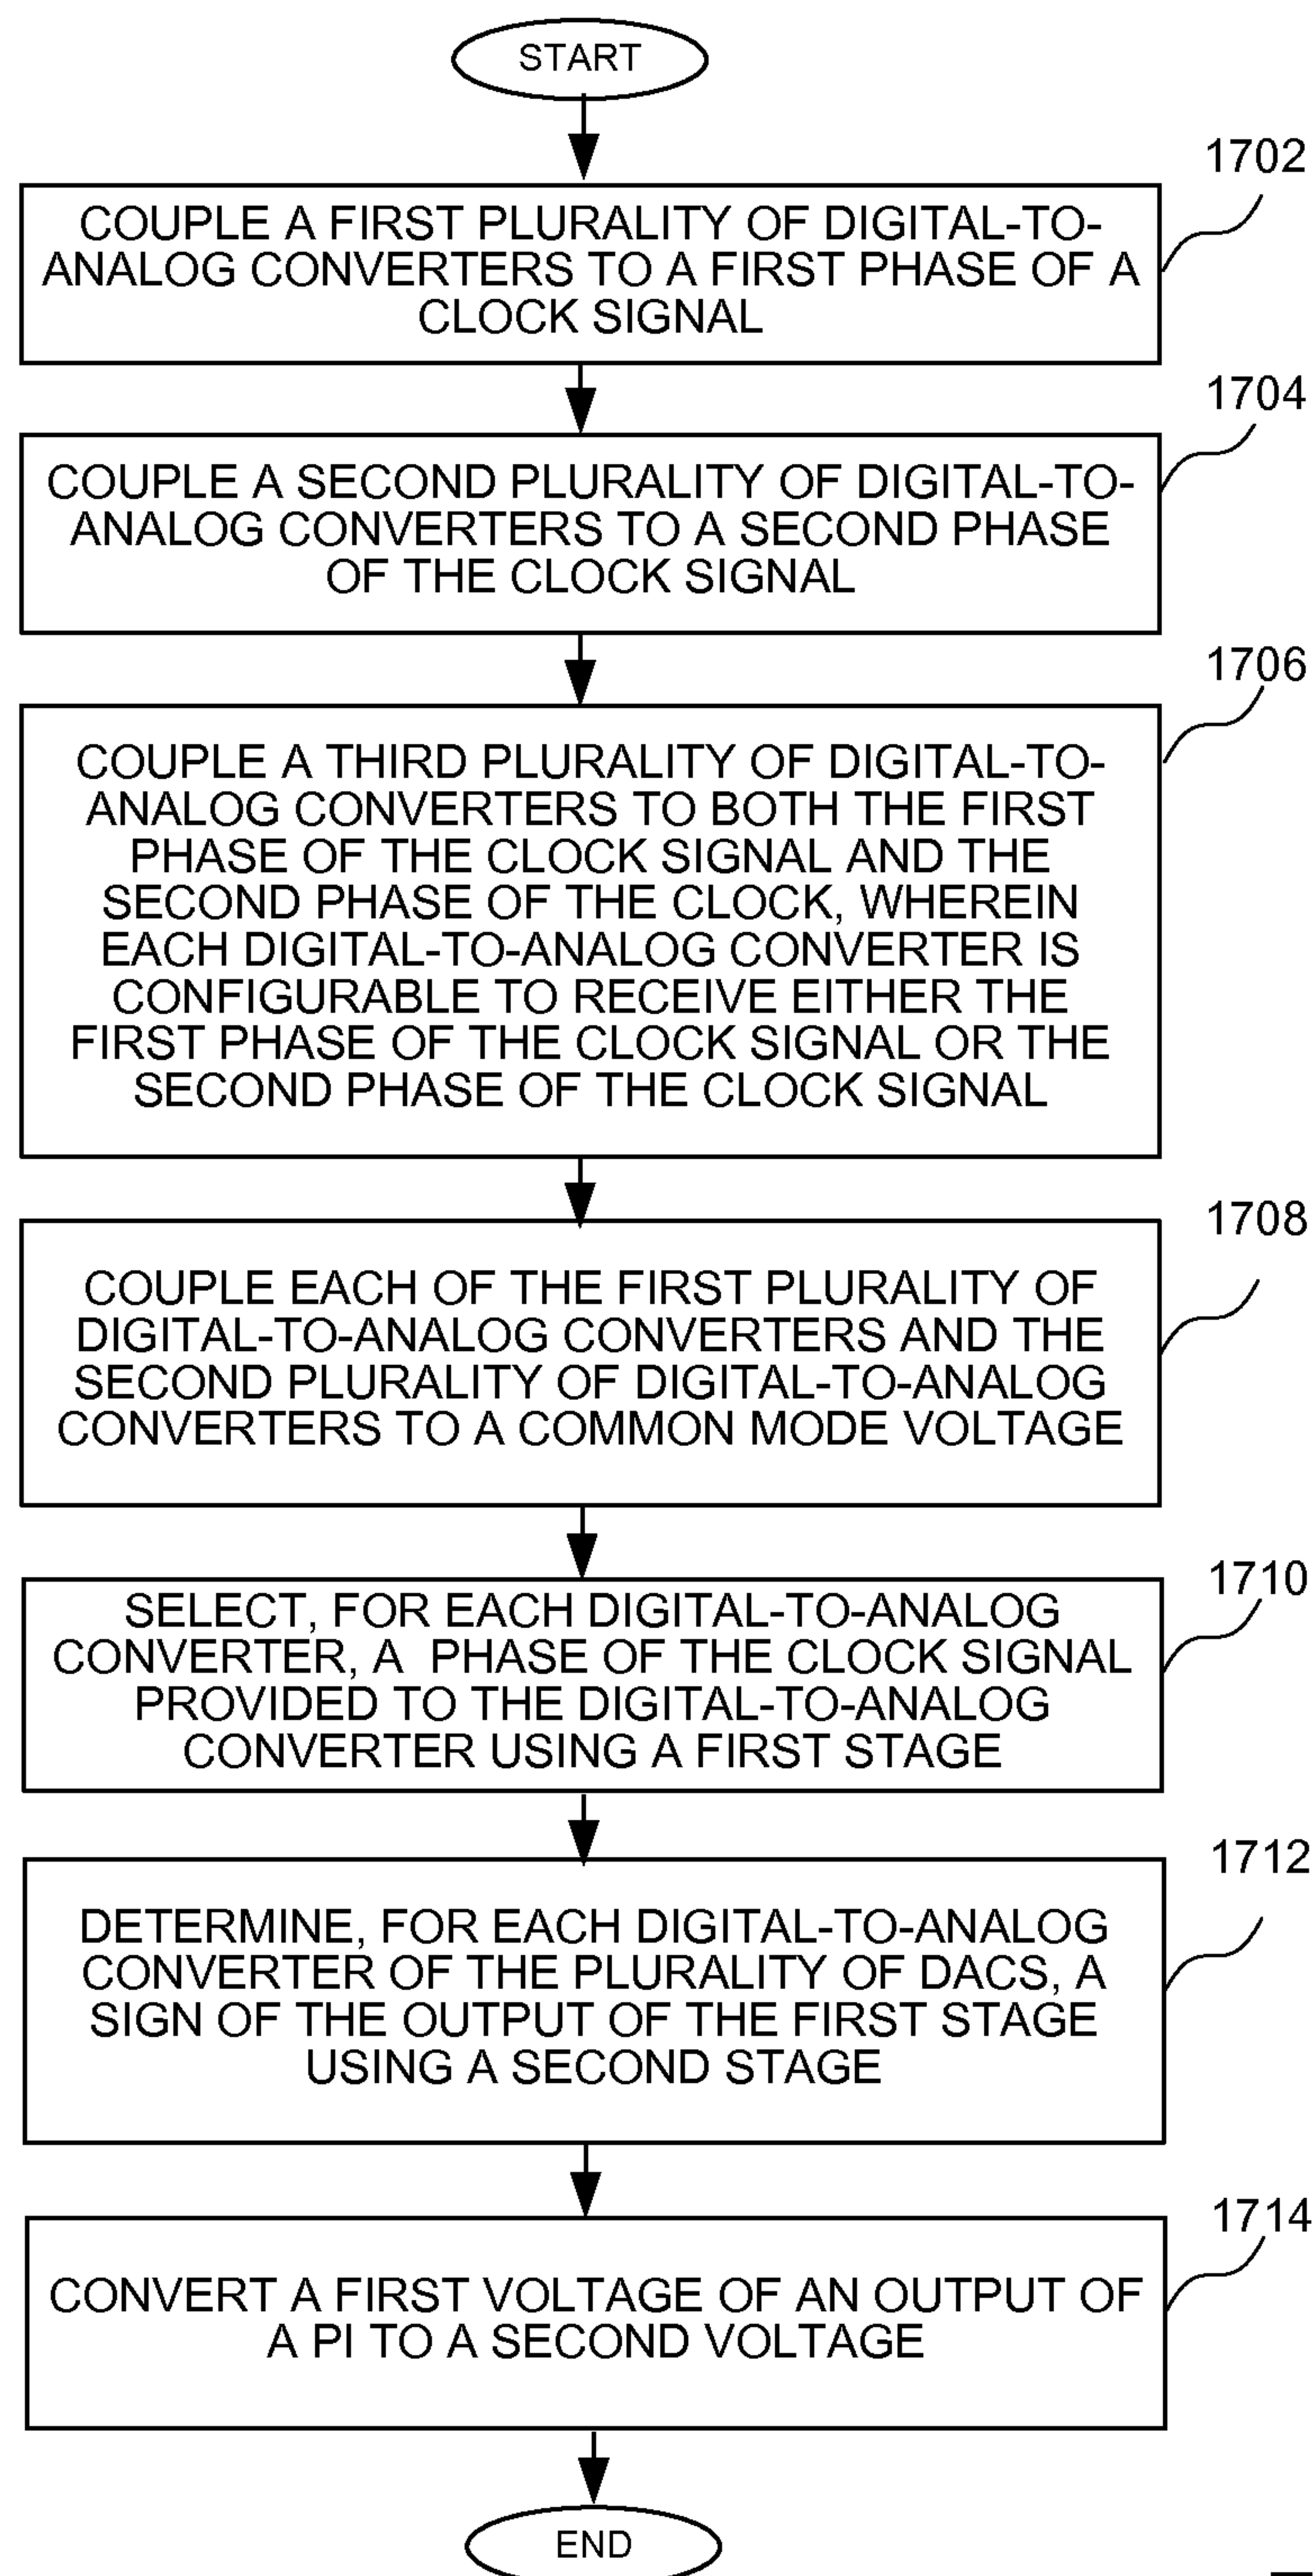 START
1702
COUPLE A FIRST PLURALITY OF DIGITAL-TO-
ANALOG CONVERTERS TO A FIRST PHASE OF A
CLOCK SIGNAL
1704
COUPLE A SECOND PLURALITY OF DIGITAL-TO-
ANALOG CONVERTERS TO A SECOND PHASE
OF THE CLOCK SIGNAL
1706
COUPLE A THIRD PLURALITY OF DIGITAL-TO-
ANALOG CONVERTERS TO BOTH THE FIRST
PHASE OF THE CLOCK SIGNAL AND THE
SECOND PHASE OF THE CLOCK, WHEREIN
EACH DIGITAL-TO-ANALOG CONVERTER IS
CONFIGURABLE TO RECEIVE EITHER THE
FIRST PHASE OF THE CLOCK SIGNAL OR THE
SECOND PHASE OF THE CLOCK SIGNAL
1708
COUPLE EACH OF THE FIRST PLURALITY OF
DIGITAL-TO-ANALOG CONVERTERS AND THE
SECOND PLURALITY OF DIGITAL-TO-ANALOG
CONVERTERS TO A COMMON MODE VOLTAGE
1710
SELECT, FOR EACH DIGITAL-TO-ANALOG
CONVERTER, A PHASE OF THE CLOCK SIGNAL
PROVIDED TO THE DIGITAL-TO-ANALOG
CONVERTER USING A FIRST STAGE
1712
DETERMINE, FOR EACH DIGITAL-TO-ANALOG
CONVERTER OF THE PLURALITY OF DACS, A
SIGN OF THE OUTPUT OF THE FIRST STAGE
USING A SECOND STAGE
1714
CONVERT A FIRST VOLTAGE OF AN OUTPUT OF
A PI TO A SECOND VOLTAGE
END